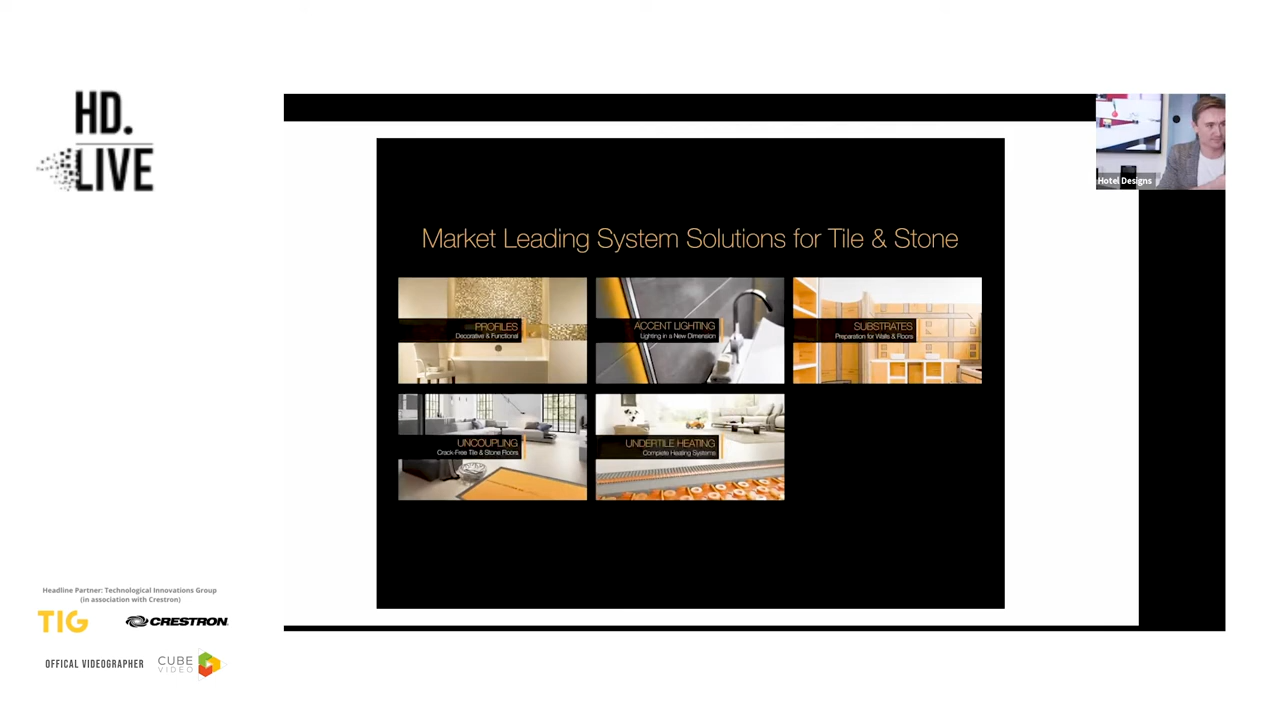 HD.
LIVE
Hotel Designs
Market Leading System Solutions for Tile & Stone
PROFILES
Decorative & Functional
ACCENT LIGHTING
Lighting in a New Dimension
SUBSTRATES
Preparation for Walls & Floors
UNCOUPLING
Crack-Free Tile & Stone Floors
UNDERTILE HEATING
Complete Heating Systems
Headline Partner: Technological Innovations Group
(in association with Crestron)
TIG
CRESTRON
OFFICAL VIDEOGRAPHER
CUBE
VIDEO